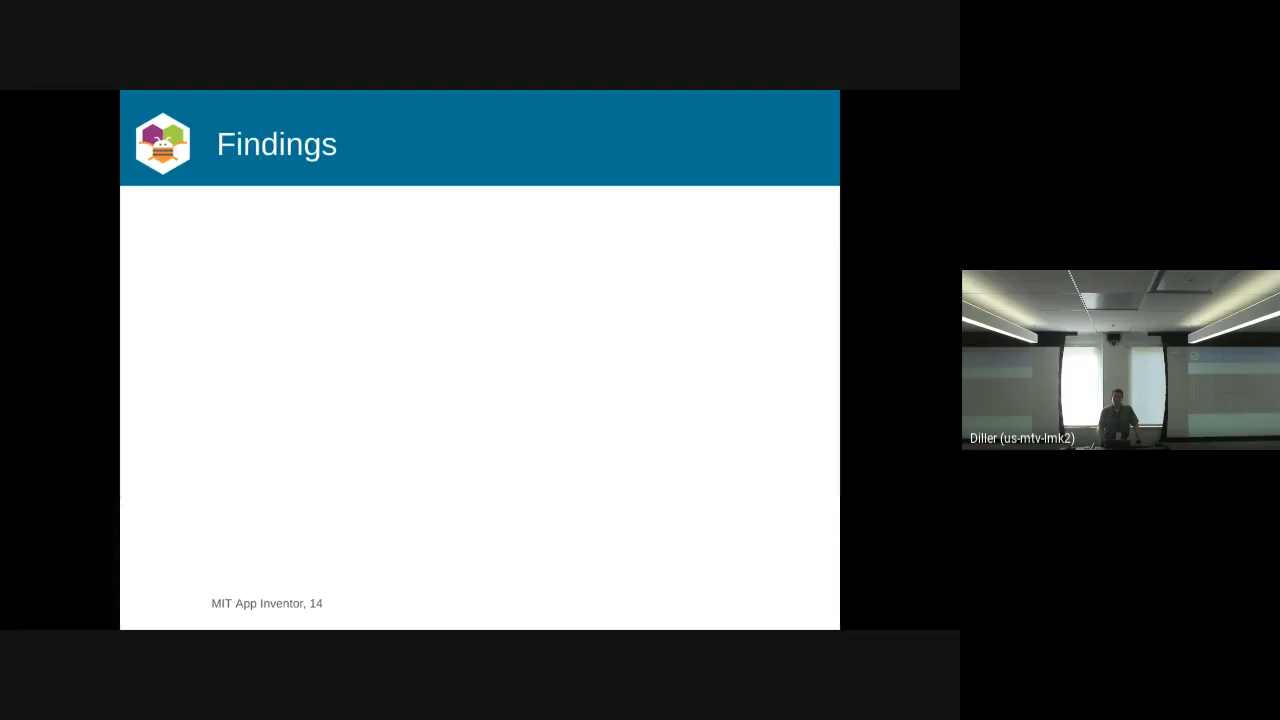 Findings
MIT App Inventor, 14
Diller (us-mtv-lmk2)